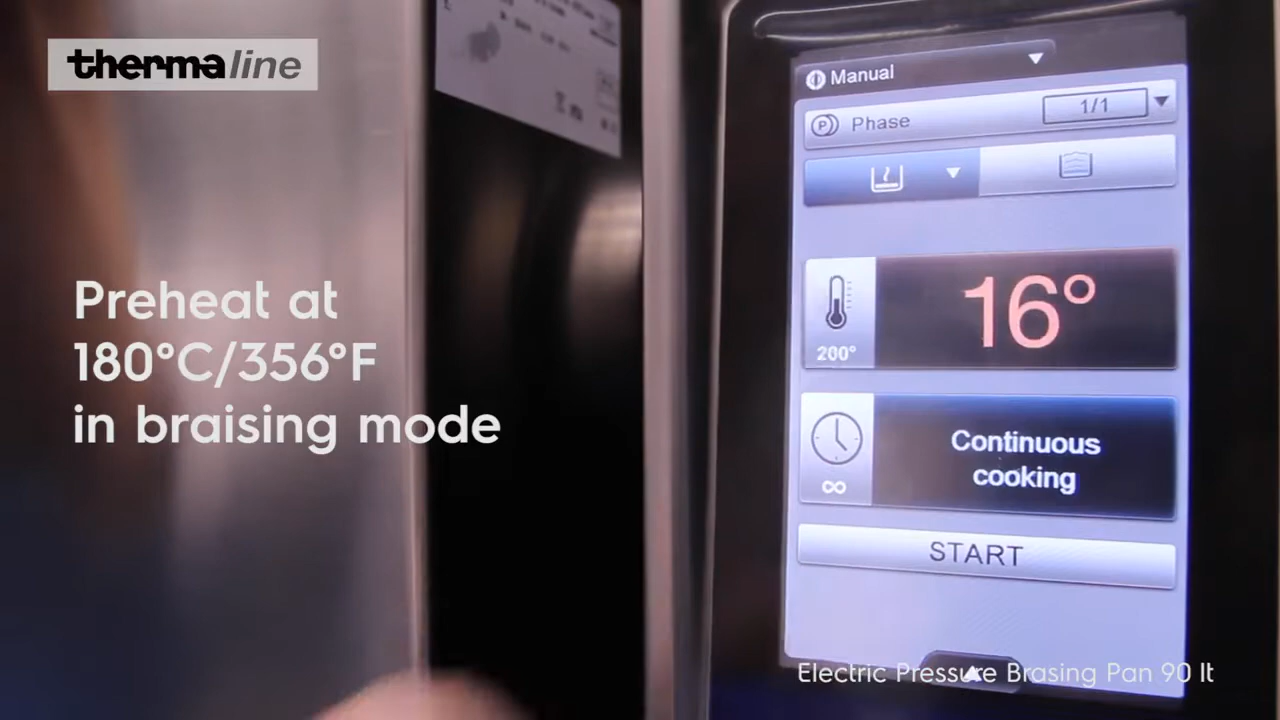 thermaline
Preheat at
180°C/356°F
in braising mode
Manual
Phase
1/1
16°
200°
Continuous
cooking
∞
START
Electric Pressure Brasing Pan 90 lt